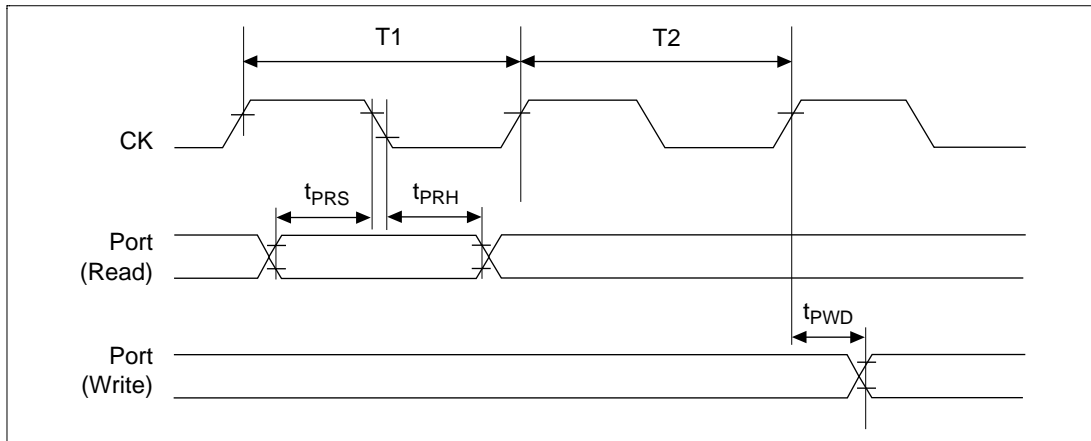 T1 T2
CK
tPRS tPRH
Port
(Read)
tPWD
Port
(Write)